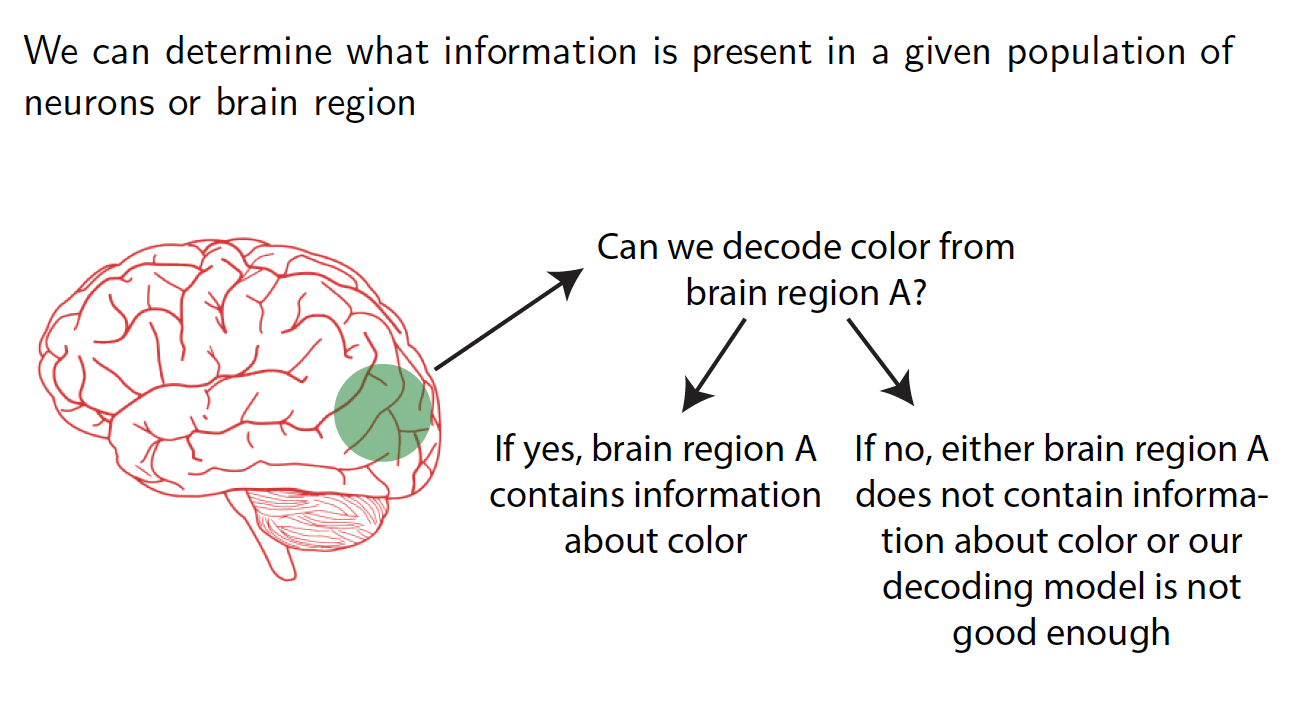 We can determine what information is present in a given population of
neurons or brain region
Can we decode color from
brain region A?
If yes, brain region A
contains information
about color
If no, either brain region A
does not contain informa-
tion about color or our
decoding model is not
good enough